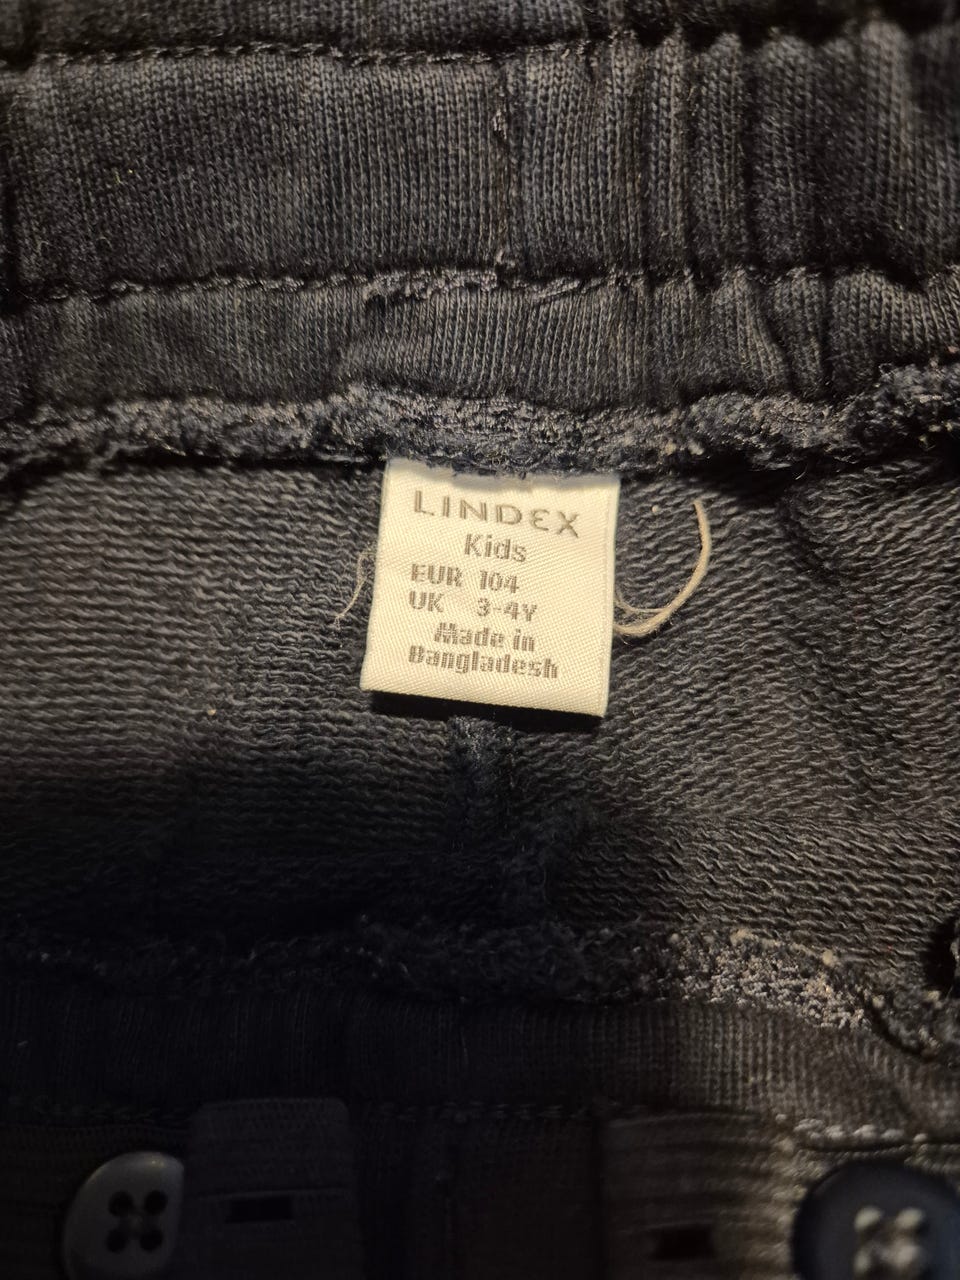 LINDEX
Kids
EUR 104
UK 3-4Y
Made in
Bangladesh